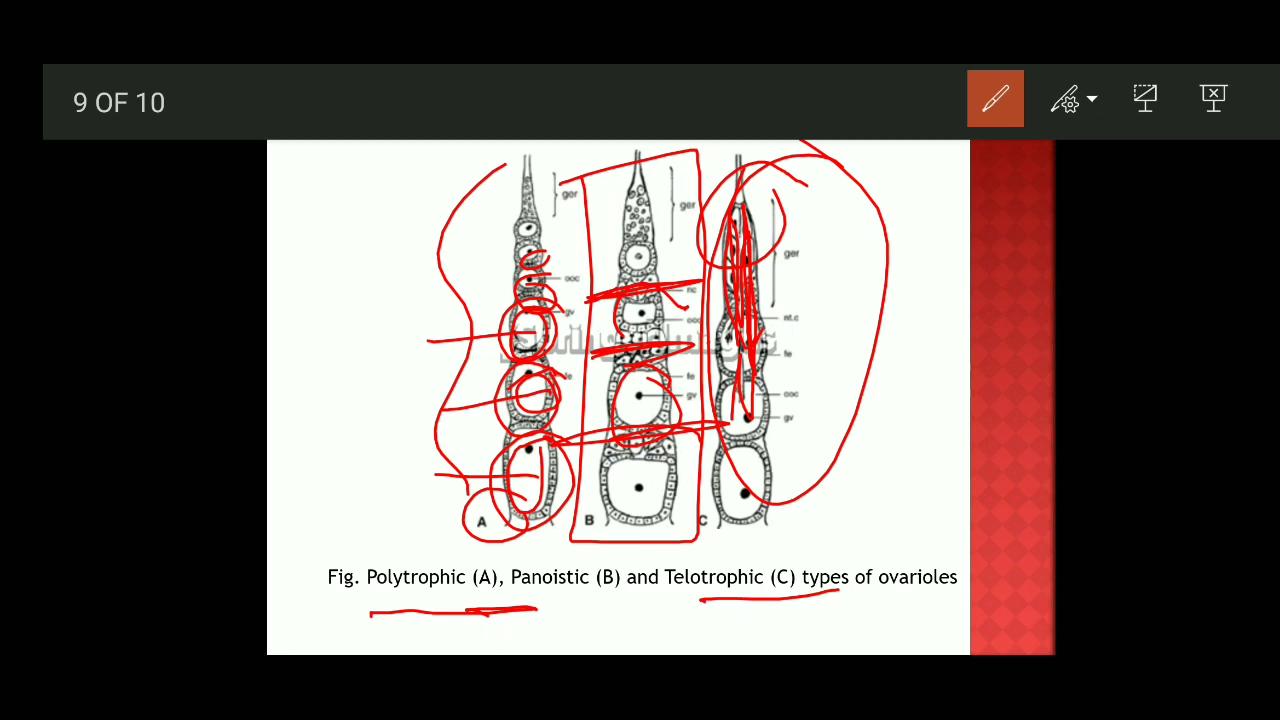 9 OF 10
ger
ger
ger
ooc
nc
gv
ooc
nt.c
fe
fe
fe
gv
ooc
gv
A
B
C
Fig. Polytrophic (A), Panoistic (B) and Telotrophic (C) types of ovarioles